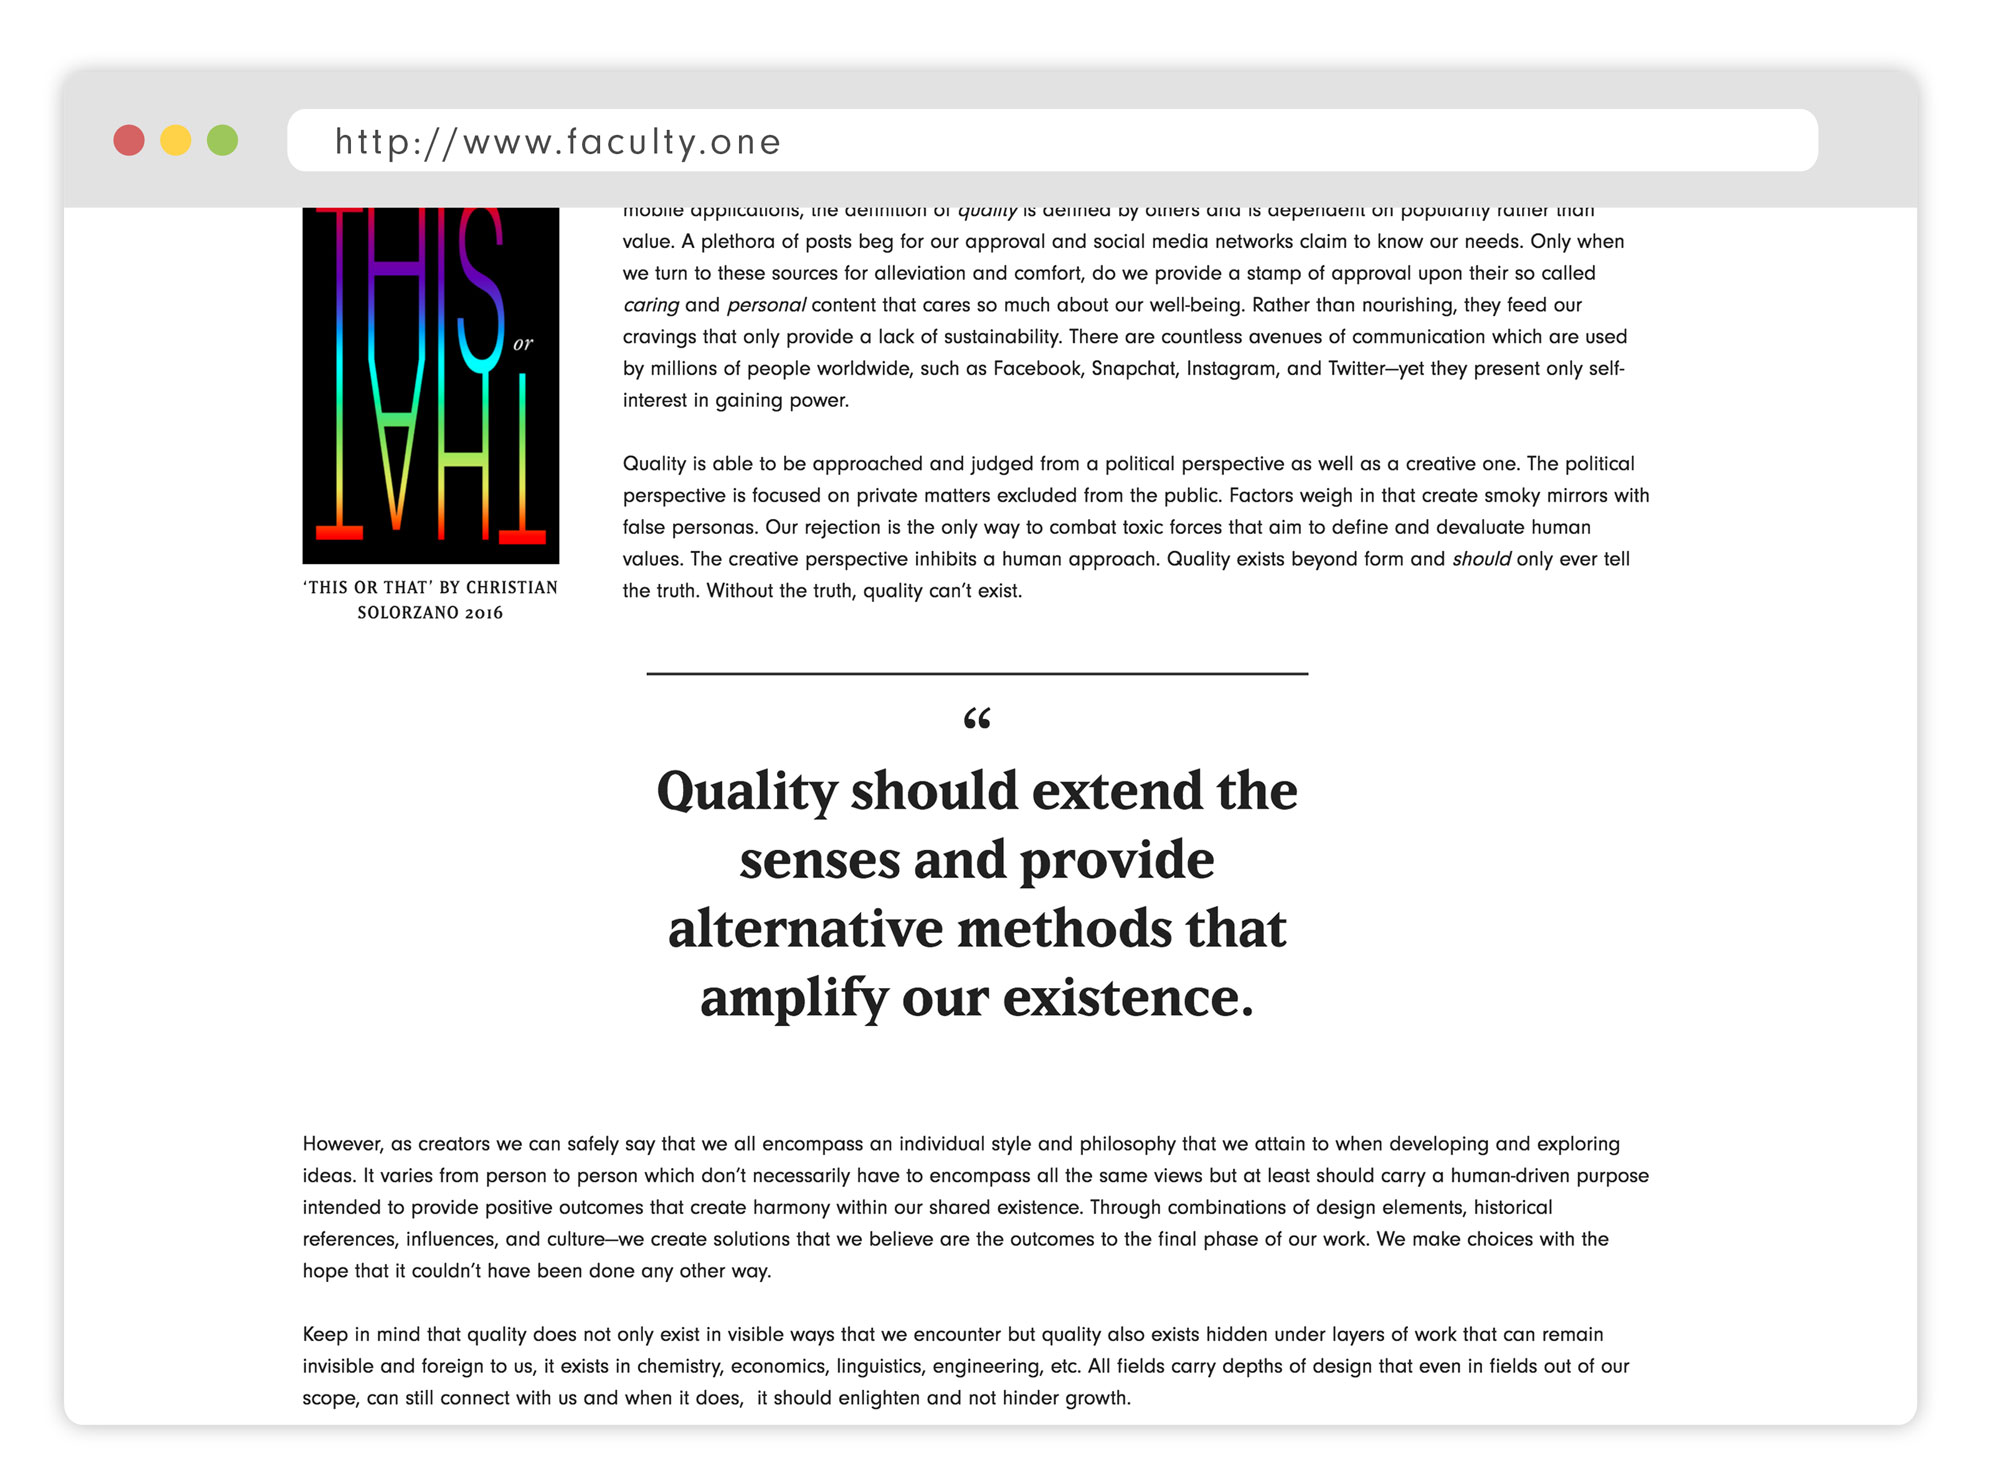 http://www.faculty.one
THIS
or
THAT
‘THIS OR THAT’ BY CHRISTIAN
SOLORZANO 2016
mobile applications, the definition of quality is defined by others and is dependent on popularity rather than
value. A plethora of posts beg for our approval and social media networks claim to know our needs. Only when
we turn to these sources for alleviation and comfort, do we provide a stamp of approval upon their so called
caring and personal content that cares so much about our well-being. Rather than nourishing, they feed our
cravings that only provide a lack of sustainability. There are countless avenues of communication which are used
by millions of people worldwide, such as Facebook, Snapchat, Instagram, and Twitter—yet they present only self-
interest in gaining power.
Quality is able to be approached and judged from a political perspective as well as a creative one. The political
perspective is focused on private matters excluded from the public. Factors weigh in that create smoky mirrors with
false personas. Our rejection is the only way to combat toxic forces that aim to define and devaluate human
values. The creative perspective inhibits a human approach. Quality exists beyond form and should only ever tell
the truth. Without the truth, quality can’t exist.
“
Quality should extend the
senses and provide
alternative methods that
amplify our existence.
However, as creators we can safely say that we all encompass an individual style and philosophy that we attain to when developing and exploring
ideas. It varies from person to person which don’t necessarily have to encompass all the same views but at least should carry a human-driven purpose
intended to provide positive outcomes that create harmony within our shared existence. Through combinations of design elements, historical
references, influences, and culture—we create solutions that we believe are the outcomes to the final phase of our work. We make choices with the
hope that it couldn’t have been done any other way.
Keep in mind that quality does not only exist in visible ways that we encounter but quality also exists hidden under layers of work that can remain
invisible and foreign to us, it exists in chemistry, economics, linguistics, engineering, etc. All fields carry depths of design that even in fields out of our
scope, can still connect with us and when it does,  it should enlighten and not hinder growth.